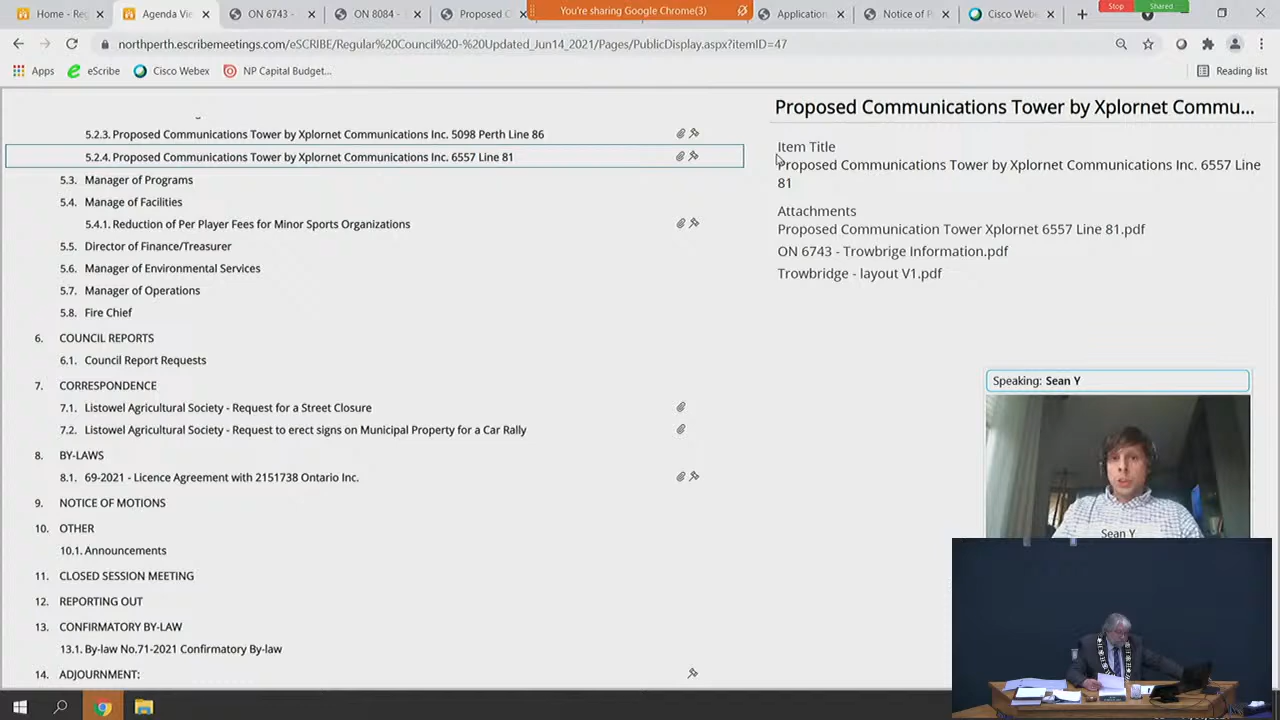 Home - Reg
Agenda Vie
ON 6743 -
ON 8084 -
Proposed C
You're sharing Google Chrome(3)
Application
Notice of P
Cisco Webe
Stop
Shared
northperth.escribemeetings.com/eSCRIBE/Regular%20Council%20-%20Updated_Jun14_2021/Pages/PublicDisplay.aspx?itemID=47
Apps
eScribe
Cisco Webex
NP Capital Budget...
Reading list
5.2.3. Proposed Communications Tower by Xplornet Communications Inc. 5098 Perth Line 86
5.2.4. Proposed Communications Tower by Xplornet Communications Inc. 6557 Line 81
5.3. Manager of Programs
5.4. Manage of Facilities
5.4.1. Reduction of Per Player Fees for Minor Sports Organizations
5.5. Director of Finance/Treasurer
5.6. Manager of Environmental Services
5.7. Manager of Operations
5.8. Fire Chief
6. COUNCIL REPORTS
6.1. Council Report Requests
7. CORRESPONDENCE
7.1. Listowel Agricultural Society - Request for a Street Closure
7.2. Listowel Agricultural Society - Request to erect signs on Municipal Property for a Car Rally
8. BY-LAWS
8.1. 69-2021 - Licence Agreement with 2151738 Ontario Inc.
9. NOTICE OF MOTIONS
10. OTHER
10.1. Announcements
11. CLOSED SESSION MEETING
12. REPORTING OUT
13. CONFIRMATORY BY-LAW
13.1. By-law No.71-2021 Confirmatory By-law
14. ADJOURNMENT:
Proposed Communications Tower by Xplornet Commu...
Item Title
Proposed Communications Tower by Xplornet Communications Inc. 6557 Line
81
Attachments
Proposed Communication Tower Xplornet 6557 Line 81.pdf
ON 6743 - Trowbrige Information.pdf
Trowbridge - layout V1.pdf
Speaking: Sean Y
Sean Y